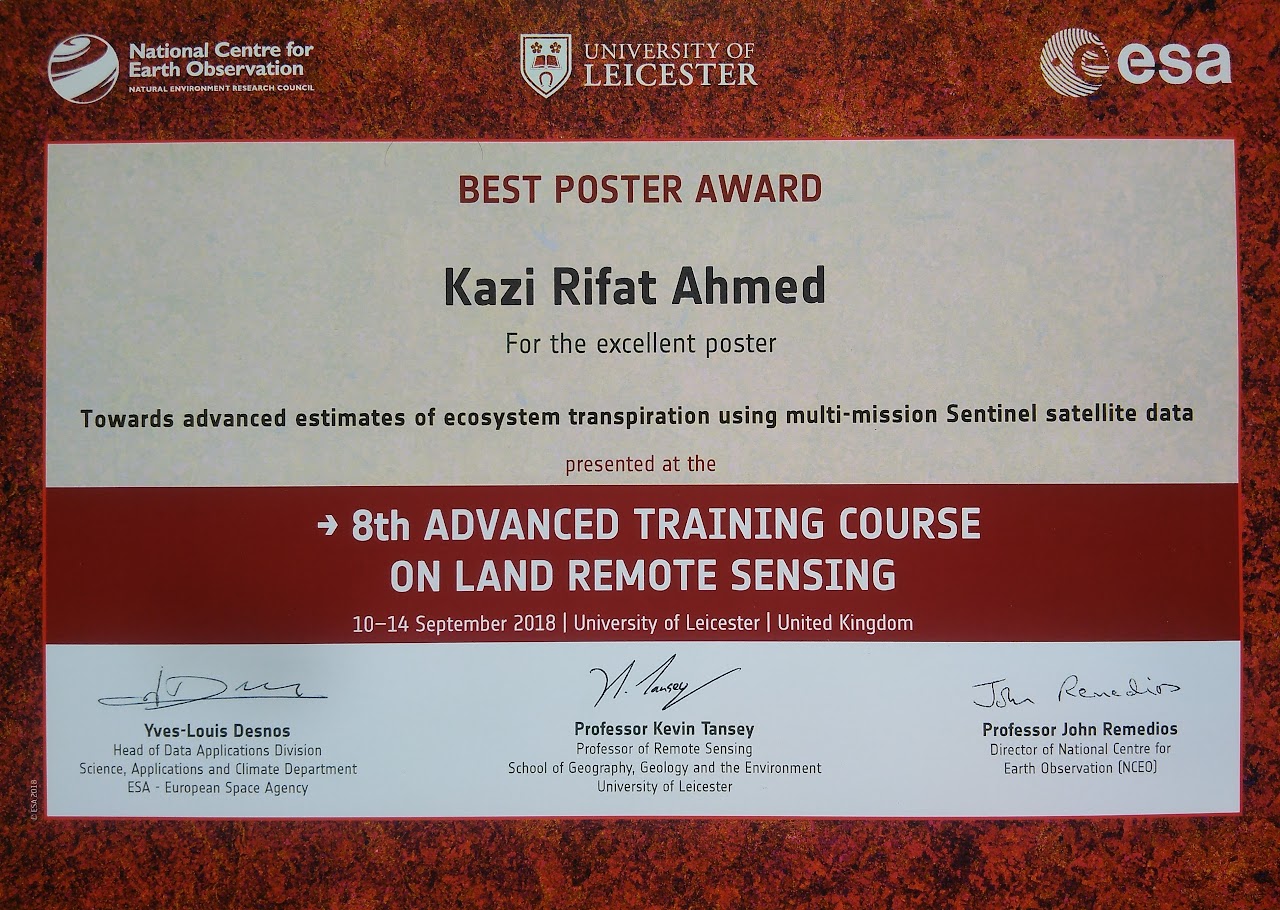 National Centre for
Earth Observation
NATURAL ENVIRONMENT RESEARCH COUNCIL
UNIVERSITY OF
LEICESTER
esa
BEST POSTER AWARD
Kazi Rifat Ahmed
For the excellent poster
Towards advanced estimates of ecosystem transpiration using multi-mission Sentinel satellite data
presented at the
→ 8th ADVANCED TRAINING COURSE
ON LAND REMOTE SENSING
10–14 September 2018 | University of Leicester | United Kingdom
K. Tansey
John Remedios
Yves-Louis Desnos
Head of Data Applications Division
Science, Applications and Climate Department
ESA - European Space Agency
Professor Kevin Tansey
Professor of Remote Sensing
School of Geography, Geology and the Environment
University of Leicester
Professor John Remedios
Director of National Centre for
Earth Observation (NCEO)
© ESA 2018